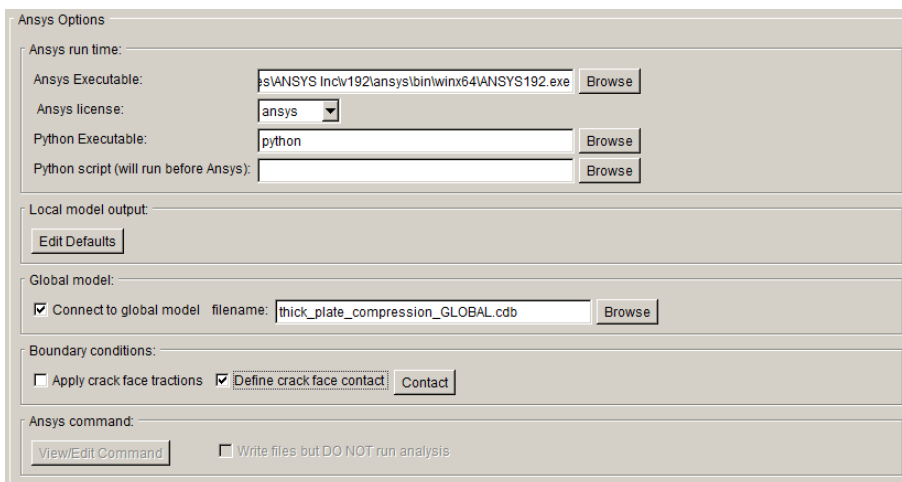 Ansys Options
Ansys run time:
Ansys Executable: es\ANSYS Inc\v192\ansys\bin\winx64\ANSYS192.exe Browse
Ansys license: ansys
Python Executable: python Browse
Python script (will run before Ansys): Browse
Local model output:
Edit Defaults
Global model:
Connect to global model filename: thick_plate_compression_GLOBAL.cdb Browse
Boundary conditions:
Apply crack face tractions Define crack face contact Contact
Ansys command:
View/Edit Command Write files but DO NOT run analysis